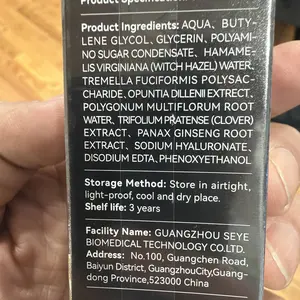 Product Specification:
Product Ingredients: AQUA, BUTY-
LENE GLYCOL, GLYCERIN, POLYAMI-
NO SUGAR CONDENSATE, HAMAME-
LIS VIRGINIANA (WITCH HAZEL) WATER,
TREMELLA FUCIFORMIS POLYSAC-
CHARIDE, OPUNTIA DILLENII EXTRECT,
POLYGONUM MULTIFLORUM ROOT
WATER, TRIFOLIUM PRATENSE (CLOVER)
EXTRACT, PANAX GINSENG ROOT
EXTRACT, SODIUM HYALURONATE,
DISODIUM EDTA, PHENOXYETHANOL
Storage Method: Store in airtight,
light-proof, cool and dry place.
Shelf life: 3 years
Facility Name: GUANGZHOU SEYE
BIOMEDICAL TECHNOLOGY CO.LTD.
Address: No.100, Guangchen Road,
Baiyun District, GuangzhouCity,Guang-
dong Province,523000 China